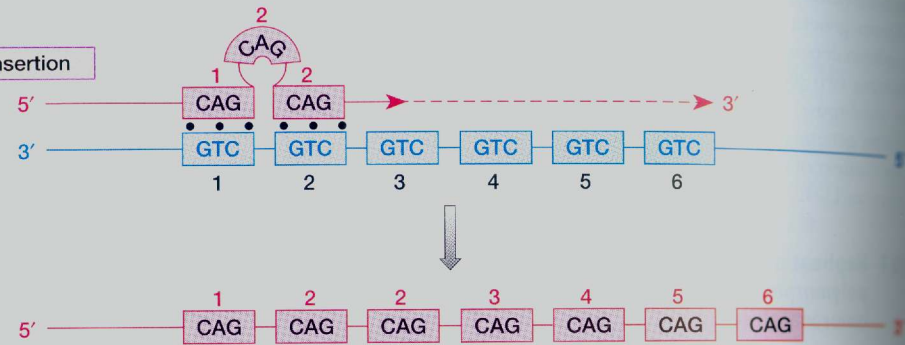 2
CAG
nsertion
1 2
5′ CAG CAG 3′
3′ GTC GTC GTC GTC GTC GTC
1 2 3 4 5 6
1 2 2 3 4 5 6
5′ CAG CAG CAG CAG CAG CAG CAG